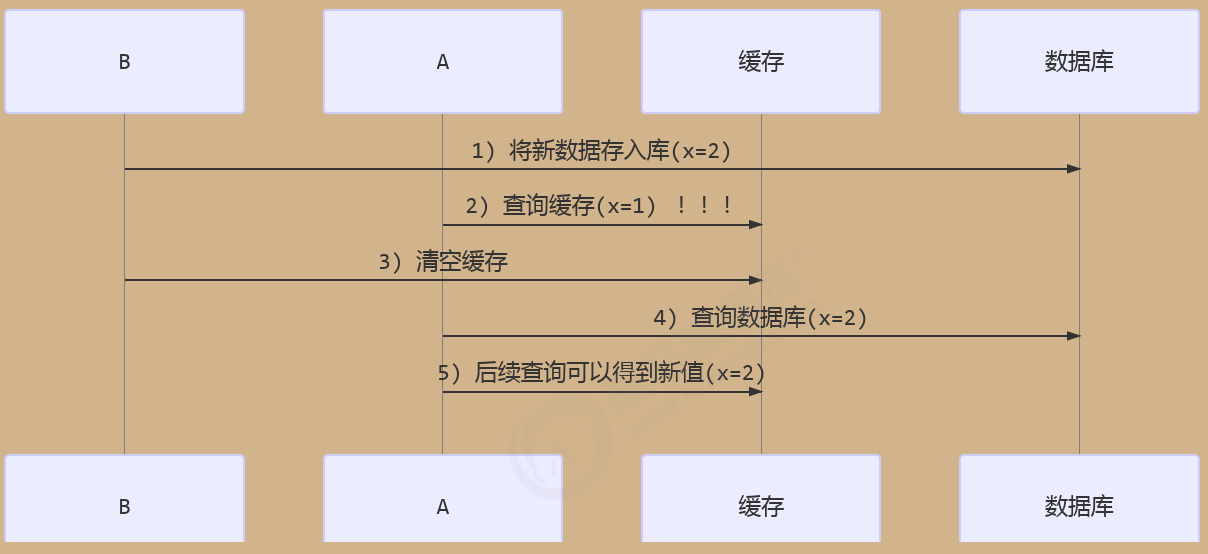 B
A
缓存
数据库
1) 将新数据存入库(x=2)
2) 查询缓存(x=1) ！！！
3) 清空缓存
4) 查询数据库(x=2)
5) 后续查询可以得到新值(x=2)
B
A
缓存
数据库